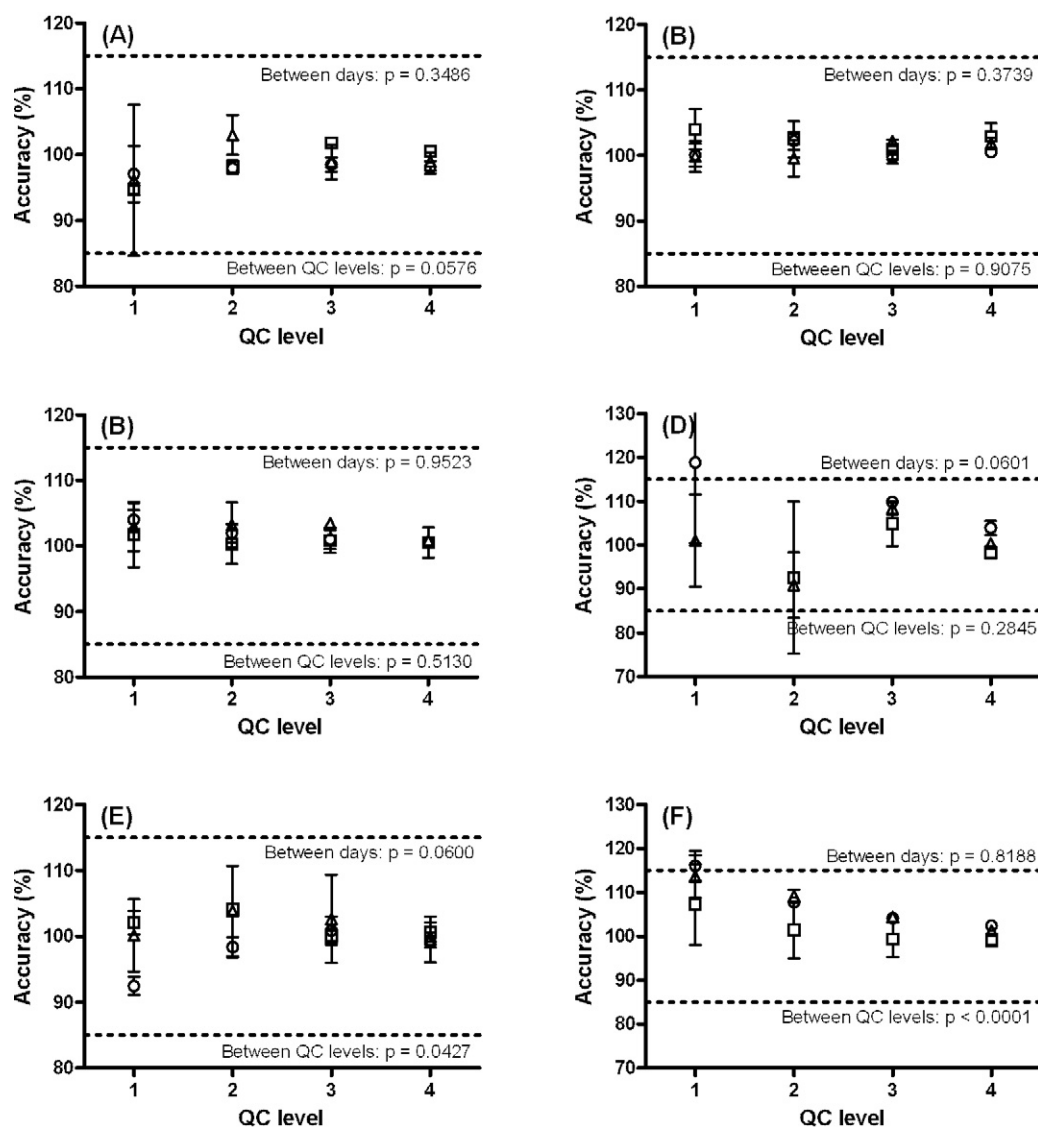 (A)
120
110
100
90
80
Accuracy (%)
Between days: p = 0.3486
Between QC levels: p = 0.0576
1 2 3 4
QC level
(B)
120
110
100
90
80
Accuracy (%)
Between days: p = 0.3739
Betweeen QC levels: p = 0.9075
1 2 3 4
QC level
(B)
120
110
100
90
80
Accuracy (%)
Between days: p = 0.9523
Between QC levels: p = 0.5130
1 2 3 4
QC level
(D)
130
120
110
100
90
80
70
Accuracy (%)
Between days: p = 0.0601
Between QC levels: p = 0.2845
1 2 3 4
QC level
(E)
120
110
100
90
80
Accuracy (%)
Between days: p = 0.0600
Between QC levels: p = 0.0427
1 2 3 4
QC level
(F)
130
120
110
100
90
80
70
Accuracy (%)
Between days: p = 0.8188
Between QC levels: p < 0.0001
1 2 3 4
QC level